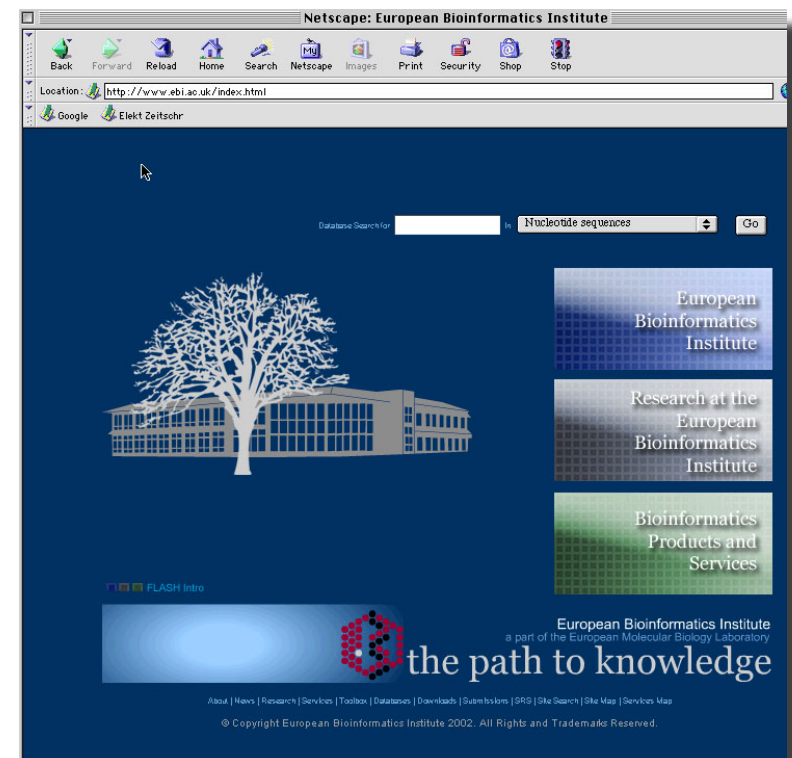 Netscape: European Bioinformatics Institute
Back Forward Reload Home Search Netscape Images Print Security Shop Stop
My
Location: http://www.ebi.ac.uk/index.html
Google Elekt Zeitschr
Database Search for In Nucleotide sequences Go
European
Bioinformatics
Institute
Research at the
European
Bioinformatics
Institute
Bioinformatics
Products and
Services
FLASH Intro
European Bioinformatics Institute
a part of the European Molecular Biology Laboratory
the path to knowledge
About | News | Research | Services | Toolbox | Databases | Downloads | Submissions | SRS | Site Search | Site Map | Services Map
© Copyright European Bioinformatics Institute 2002. All Rights and Trademarks Reserved.